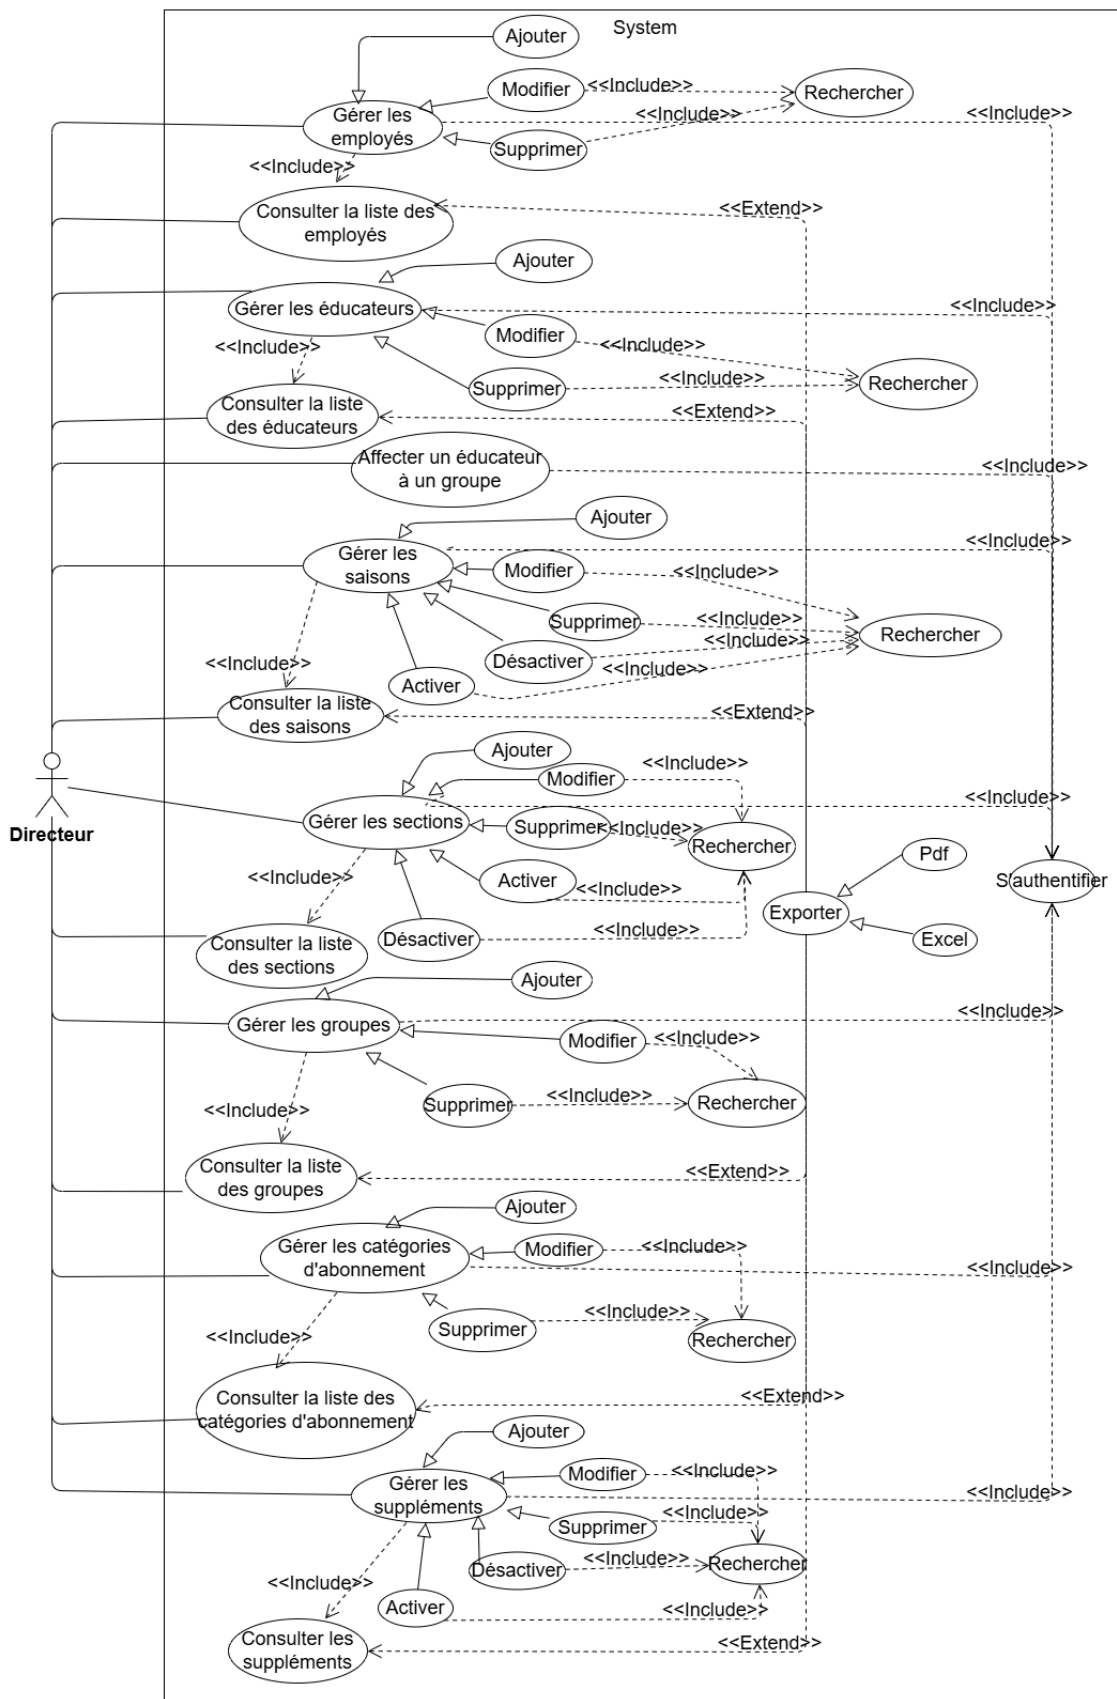 System
Ajouter
Modifier
<<Include>>
Rechercher
Gérer les
employés
<<Include>>
<<Include>>
Supprimer
<<Include>>
Consulter la liste des
employés
<<Extend>>
Ajouter
Gérer les éducateurs
<<Include>>
Modifier
<<Include>>
<<Include>>
Supprimer
<<Include>>
Rechercher
Consulter la liste
des éducateurs
<<Extend>>
Affecter un éducateur
à un groupe
<<Include>>
Ajouter
Gérer les
saisons
<<Include>>
Modifier
<<Include>>
Supprimer
<<Include>>
Rechercher
<<Include>>
Désactiver
<<Include>>
<<Include>>
Activer
Consulter la liste
des saisons
<<Extend>>
Ajouter
Modifier
<<Include>>
Directeur
Gérer les sections
<<Include>>
Supprimer
<<Include>>
Rechercher
Pdf
<<Include>>
Activer
<<Include>>
S'authentifier
Exporter
Désactiver
<<Include>>
Excel
Consulter la liste
des sections
Ajouter
Gérer les groupes
<<Include>>
Modifier
<<Include>>
Supprimer
<<Include>>
Rechercher
<<Include>>
Consulter la liste
des groupes
<<Extend>>
Ajouter
Gérer les catégories
d'abonnement
Modifier
<<Include>>
<<Include>>
Supprimer
<<Include>>
Rechercher
<<Include>>
Consulter la liste des
catégories d'abonnement
<<Extend>>
Ajouter
Gérer les
suppléments
Modifier
<<Include>>
<<Include>>
Supprimer
<<Include>>
Rechercher
Désactiver
<<Include>>
Activer
<<Include>>
Consulter les
suppléments
<<Extend>>